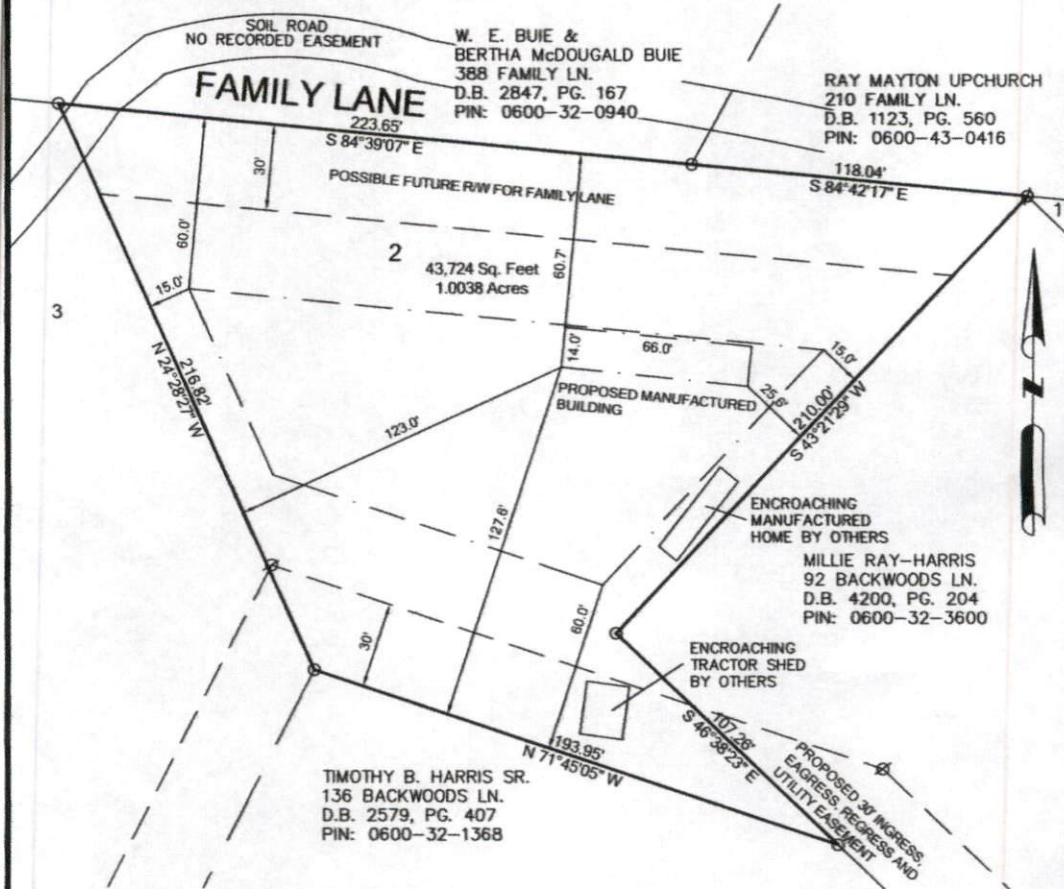 SOIL ROAD
NO RECORDED EASEMENT
W. E. BUIE &
BERTHA McDOUGALD BUIE
388 FAMILY LN.
D.B. 2847, PG. 167
PIN: 0600-32-0940
RAY MAYTON UPCHURCH
210 FAMILY LN.
D.B. 1123, PG. 560
PIN: 0600-43-0416
FAMILY LANE
223.65'
S 84°39'07" E
118.04'
S 84°42'17" E
1
30'
POSSIBLE FUTURE R/W FOR FAMILY LANE
60.0'
2
43,724 Sq. Feet
1.0038 Acres
60.7'
15.0'
3
N
216.82'
N 24°28'27" W
14.0'
66.0'
15.0'
25.6'
210.00'
S 43°21'29" W
PROPOSED MANUFACTURED
BUILDING
123.0'
127.6'
ENCROACHING
MANUFACTURED
HOME BY OTHERS
MILLIE RAY-HARRIS
92 BACKWOODS LN.
D.B. 4200, PG. 204
PIN: 0600-32-3600
60.0'
30'
ENCROACHING
TRACTOR SHED
BY OTHERS
107.26'
S 46°38'23" E
193.95'
N 71°45'05" W
PROPOSED 30' INGRESS,
EAGRESS, REGRESS AND
UTILITY EASEMENT
TIMOTHY B. HARRIS SR.
136 BACKWOODS LN.
D.B. 2579, PG. 407
PIN: 0600-32-1368